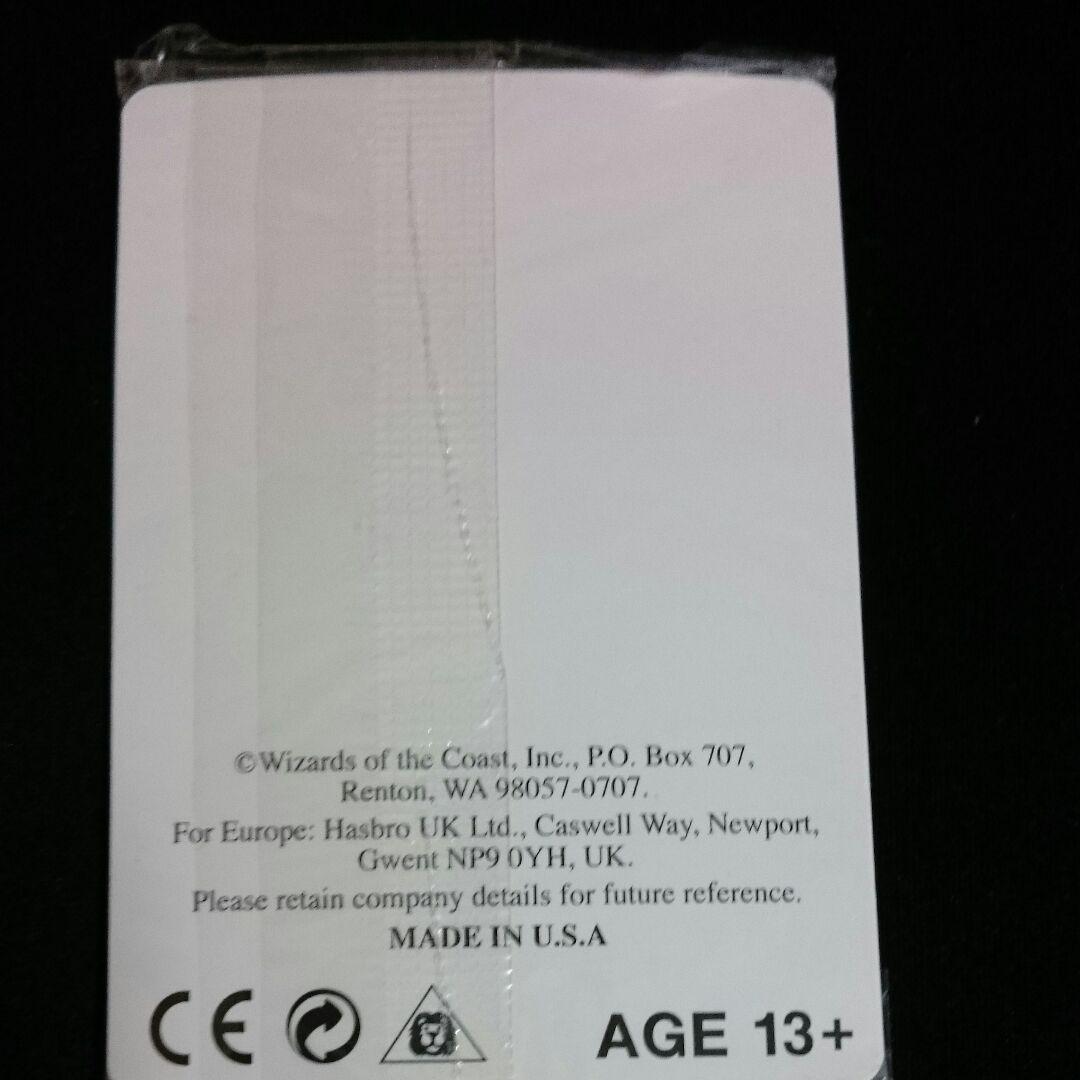 ©Wizards of the Coast, Inc., P.O. Box 707,
Renton, WA 98057-0707.
For Europe: Hasbro UK Ltd., Caswell Way, Newport,
Gwent NP9 0YH, UK.
Please retain company details for future reference.
MADE IN U.S.A
CE AGE 13+